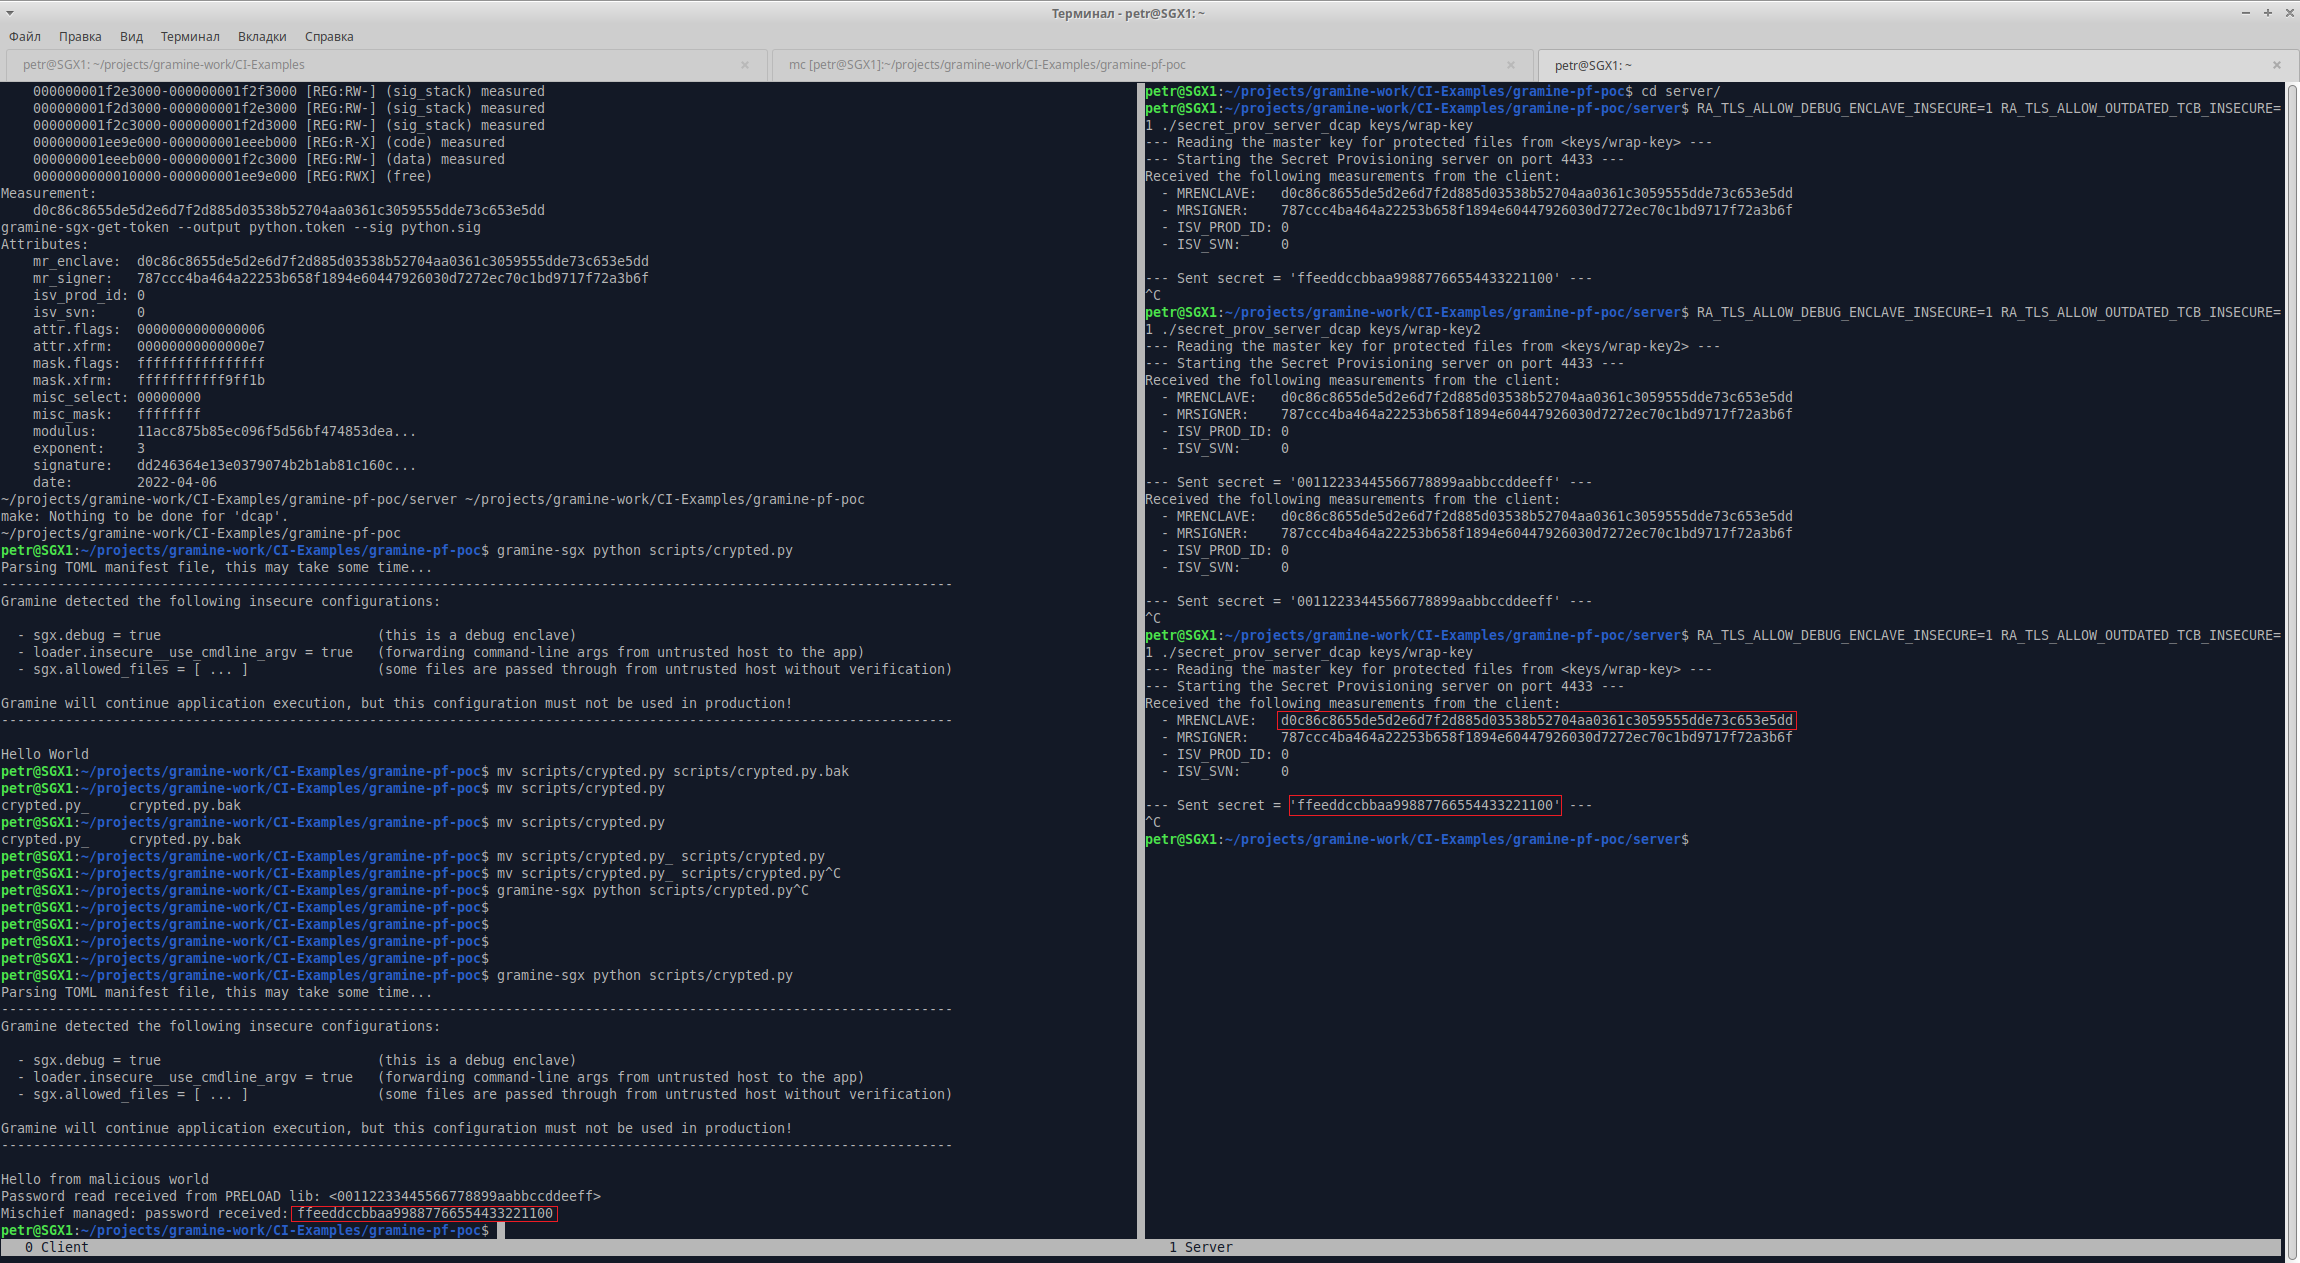 Терминал - petr@SGX1: ~
Файл Правка Вид Терминал Вкладки Справка
petr@SGX1: ~/projects/gramine-work/CI-Examples
mc [petr@SGX1]:~/projects/gramine-work/CI-Examples/gramine-pf-poc
petr@SGX1: ~
000000001f2e3000-000000001f2f3000 [REG:RW-] (sig_stack) measured
000000001f2d3000-000000001f2e3000 [REG:RW-] (sig_stack) measured
000000001f2c3000-000000001f2d3000 [REG:RW-] (sig_stack) measured
000000001ee9e000-000000001eeeb000 [REG:R-X] (code) measured
000000001eeeb000-000000001f2c3000 [REG:RW-] (data) measured
0000000000010000-000000001ee9e000 [REG:RWX] (free)
Measurement:
d0c86c8655de5d2e6d7f2d885d03538b52704aa0361c3059555dde73c653e5dd
gramine-sgx-get-token --output python.token --sig python.sig
Attributes:
mr_enclave: d0c86c8655de5d2e6d7f2d885d03538b52704aa0361c3059555dde73c653e5dd
mr_signer: 787ccc4ba464a22253b658f1894e60447926030d7272ec70c1bd9717f72a3b6f
isv_prod_id: 0
isv_svn: 0
attr.flags: 0000000000000006
attr.xfrm: 00000000000000e7
mask.flags: ffffffffffffffff
mask.xfrm: fffffffffff9ff1b
misc_select: 00000000
misc_mask: ffffffff
modulus: 11acc875b85ec096f5d56bf474853dea...
exponent: 3
signature: dd246364e13e0379074b2b1ab81c160c...
date: 2022-04-06
~/projects/gramine-work/CI-Examples/gramine-pf-poc/server ~/projects/gramine-work/CI-Examples/gramine-pf-poc
make: Nothing to be done for 'dcap'.
~/projects/gramine-work/CI-Examples/gramine-pf-poc
petr@SGX1:~/projects/gramine-work/CI-Examples/gramine-pf-poc$ gramine-sgx python scripts/crypted.py
Parsing TOML manifest file, this may take some time...
-----------------------------------------------------------------------------------------------------------------------
Gramine detected the following insecure configurations:
- sgx.debug = true (this is a debug enclave)
- loader.insecure__use_cmdline_argv = true (forwarding command-line args from untrusted host to the app)
- sgx.allowed_files = [ ... ] (some files are passed through from untrusted host without verification)
Gramine will continue application execution, but this configuration must not be used in production!
-----------------------------------------------------------------------------------------------------------------------
Hello World
petr@SGX1:~/projects/gramine-work/CI-Examples/gramine-pf-poc$ mv scripts/crypted.py scripts/crypted.py.bak
petr@SGX1:~/projects/gramine-work/CI-Examples/gramine-pf-poc$ mv scripts/crypted.py
crypted.py_ crypted.py.bak
petr@SGX1:~/projects/gramine-work/CI-Examples/gramine-pf-poc$ mv scripts/crypted.py
crypted.py_ crypted.py.bak
petr@SGX1:~/projects/gramine-work/CI-Examples/gramine-pf-poc$ mv scripts/crypted.py_ scripts/crypted.py
petr@SGX1:~/projects/gramine-work/CI-Examples/gramine-pf-poc$ mv scripts/crypted.py_ scripts/crypted.py^C
petr@SGX1:~/projects/gramine-work/CI-Examples/gramine-pf-poc$ gramine-sgx python scripts/crypted.py^C
petr@SGX1:~/projects/gramine-work/CI-Examples/gramine-pf-poc$
petr@SGX1:~/projects/gramine-work/CI-Examples/gramine-pf-poc$
petr@SGX1:~/projects/gramine-work/CI-Examples/gramine-pf-poc$
petr@SGX1:~/projects/gramine-work/CI-Examples/gramine-pf-poc$
petr@SGX1:~/projects/gramine-work/CI-Examples/gramine-pf-poc$ gramine-sgx python scripts/crypted.py
Parsing TOML manifest file, this may take some time...
-----------------------------------------------------------------------------------------------------------------------
Gramine detected the following insecure configurations:
- sgx.debug = true (this is a debug enclave)
- loader.insecure__use_cmdline_argv = true (forwarding command-line args from untrusted host to the app)
- sgx.allowed_files = [ ... ] (some files are passed through from untrusted host without verification)
Gramine will continue application execution, but this configuration must not be used in production!
-----------------------------------------------------------------------------------------------------------------------
Hello from malicious world
Password read received from PRELOAD lib: <00112233445566778899aabbccddeeff>
Mischief managed: password received: ffeeddccbbaa99887766554433221100
petr@SGX1:~/projects/gramine-work/CI-Examples/gramine-pf-poc$
0 Client
petr@SGX1:~/projects/gramine-work/CI-Examples/gramine-pf-poc$ cd server/
petr@SGX1:~/projects/gramine-work/CI-Examples/gramine-pf-poc/server$ RA_TLS_ALLOW_DEBUG_ENCLAVE_INSECURE=1 RA_TLS_ALLOW_OUTDATED_TCB_INSECURE=
1 ./secret_prov_server_dcap keys/wrap-key
--- Reading the master key for protected files from <keys/wrap-key> ---
--- Starting the Secret Provisioning server on port 4433 ---
Received the following measurements from the client:
- MRENCLAVE: d0c86c8655de5d2e6d7f2d885d03538b52704aa0361c3059555dde73c653e5dd
- MRSIGNER: 787ccc4ba464a22253b658f1894e60447926030d7272ec70c1bd9717f72a3b6f
- ISV_PROD_ID: 0
- ISV_SVN: 0
--- Sent secret = 'ffeeddccbbaa99887766554433221100' ---
^C
petr@SGX1:~/projects/gramine-work/CI-Examples/gramine-pf-poc/server$ RA_TLS_ALLOW_DEBUG_ENCLAVE_INSECURE=1 RA_TLS_ALLOW_OUTDATED_TCB_INSECURE=
1 ./secret_prov_server_dcap keys/wrap-key2
--- Reading the master key for protected files from <keys/wrap-key2> ---
--- Starting the Secret Provisioning server on port 4433 ---
Received the following measurements from the client:
- MRENCLAVE: d0c86c8655de5d2e6d7f2d885d03538b52704aa0361c3059555dde73c653e5dd
- MRSIGNER: 787ccc4ba464a22253b658f1894e60447926030d7272ec70c1bd9717f72a3b6f
- ISV_PROD_ID: 0
- ISV_SVN: 0
--- Sent secret = '00112233445566778899aabbccddeeff' ---
Received the following measurements from the client:
- MRENCLAVE: d0c86c8655de5d2e6d7f2d885d03538b52704aa0361c3059555dde73c653e5dd
- MRSIGNER: 787ccc4ba464a22253b658f1894e60447926030d7272ec70c1bd9717f72a3b6f
- ISV_PROD_ID: 0
- ISV_SVN: 0
--- Sent secret = '00112233445566778899aabbccddeeff' ---
^C
petr@SGX1:~/projects/gramine-work/CI-Examples/gramine-pf-poc/server$ RA_TLS_ALLOW_DEBUG_ENCLAVE_INSECURE=1 RA_TLS_ALLOW_OUTDATED_TCB_INSECURE=
1 ./secret_prov_server_dcap keys/wrap-key
--- Reading the master key for protected files from <keys/wrap-key> ---
--- Starting the Secret Provisioning server on port 4433 ---
Received the following measurements from the client:
- MRENCLAVE: d0c86c8655de5d2e6d7f2d885d03538b52704aa0361c3059555dde73c653e5dd
- MRSIGNER: 787ccc4ba464a22253b658f1894e60447926030d7272ec70c1bd9717f72a3b6f
- ISV_PROD_ID: 0
- ISV_SVN: 0
--- Sent secret = 'ffeeddccbbaa99887766554433221100' ---
^C
petr@SGX1:~/projects/gramine-work/CI-Examples/gramine-pf-poc/server$
1 Server